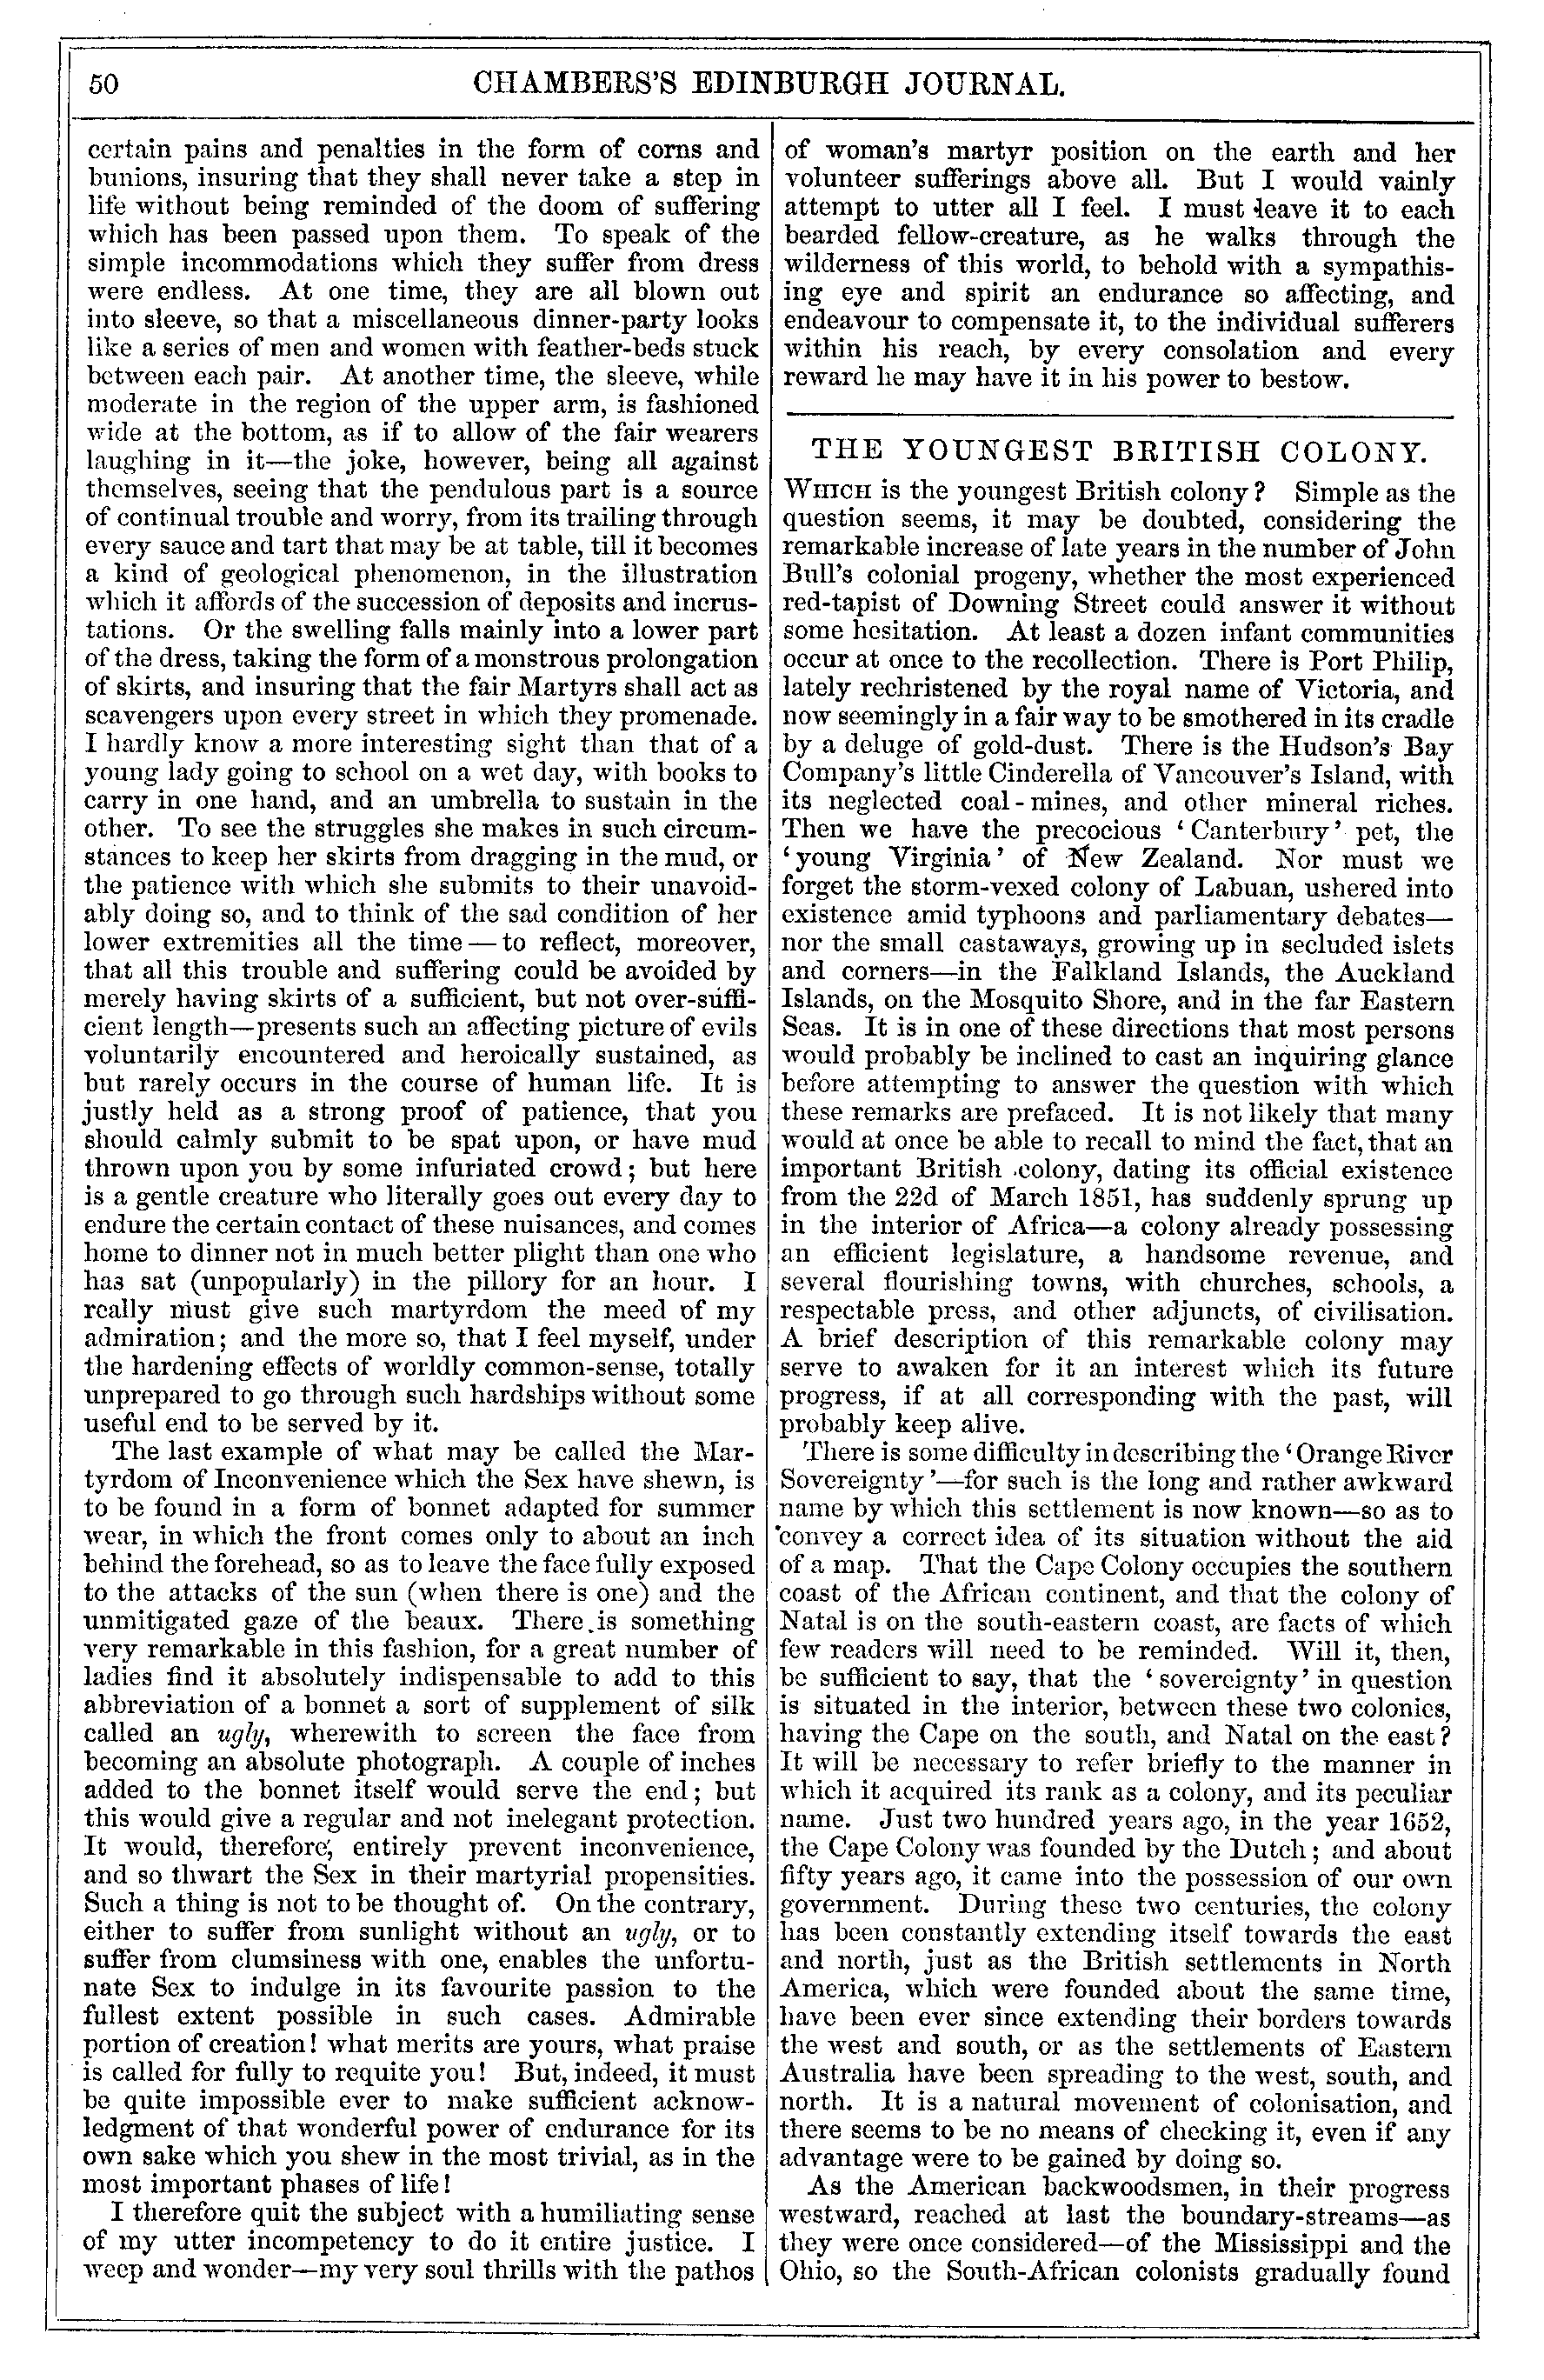 50
CHAMBERS'S EDINBURGH JOURNAL.
certain pains and penalties in the form of corns and
bunions, insuring that they shall never take a step in
life without being reminded of the doom of suffering
which has been passed upon them. To speak of the
simple incommodations which they suffer from dress
were endless. At one time, they are all blown out
into sleeve, so that a miscellaneous dinner-party looks
like a series of men and women with feather-beds stuck
between each pair. At another time, the sleeve, while
moderate in the region of the upper arm, is fashioned
wide at the bottom, as if to allow of the fair wearers
laughing in it—the joke, however, being all against
themselves, seeing that the pendulous part is a source
of continual trouble and worry, from its trailing through
every sauce and tart that may be at table, till it becomes
a kind of geological phenomenon, in the illustration
which it affords of the succession of deposits and incrus-
tations. Or the swelling falls mainly into a lower part
of the dress, taking the form of a monstrous prolongation
of skirts, and insuring that the fair Martyrs shall act as
scavengers upon every street in which they promenade.
I hardly know a more interesting sight than that of a
young lady going to school on a wet day, with books to
carry in one hand, and an umbrella to sustain in the
other. To see the struggles she makes in such circum-
stances to keep her skirts from dragging in the mud, or
the patience with which she submits to their unavoid-
ably doing so, and to think of the sad condition of her
lower extremities all the time—to reflect, moreover,
that all this trouble and suffering could be avoided by
merely having skirts of a sufficient, but not over-suffi-
cient length—presents such an affecting picture of evils
voluntarily encountered and heroically sustained, as
but rarely occurs in the course of human life. It is
justly held as a strong proof of patience, that you
should calmly submit to be spat upon, or have mud
thrown upon you by some infuriated crowd; but here
is a gentle creature who literally goes out every day to
endure the certain contact of these nuisances, and comes
home to dinner not in much better plight than one who
has sat (unpopularly) in the pillory for an hour. I
really must give such martyrdom the meed of my
admiration; and the more so, that I feel myself, under
the hardening effects of worldly common-sense, totally
unprepared to go through such hardships without some
useful end to be served by it.
The last example of what may be called the Mar-
tyrdom of Inconvenience which the Sex have shewn, is
to be found in a form of bonnet adapted for summer
wear, in which the front comes only to about an inch
behind the forehead, so as to leave the face fully exposed
to the attacks of the sun (when there is one) and the
unmitigated gaze of the beaux. There is something
very remarkable in this fashion, for a great number of
ladies find it absolutely indispensable to add to this
abbreviation of a bonnet a sort of supplement of silk
called an ugly, wherewith to screen the face from
becoming an absolute photograph. A couple of inches
added to the bonnet itself would serve the end; but
this would give a regular and not inelegant protection.
It would, therefore, entirely prevent inconvenience,
and so thwart the Sex in their martyrial propensities.
Such a thing is not to be thought of. On the contrary,
either to suffer from sunlight without an ugly, or to
suffer from clumsiness with one, enables the unfortu-
nate Sex to indulge in its favourite passion to the
fullest extent possible in such cases. Admirable
portion of creation! what merits are yours, what praise
is called for fully to requite you! But, indeed, it must
be quite impossible ever to make sufficient acknow-
ledgment of that wonderful power of endurance for its
own sake which you shew in the most trivial, as in the
most important phases of life!
I therefore quit the subject with a humiliating sense
of my utter incompetency to do it entire justice. I
weep and wonder—my very soul thrills with the pathos
of woman's martyr position on the earth and her
volunteer sufferings above all. But I would vainly
attempt to utter all I feel. I must leave it to each
bearded fellow-creature, as he walks through the
wilderness of this world, to behold with a sympathis-
ing eye and spirit an endurance so affecting, and
endeavour to compensate it, to the individual sufferers
within his reach, by every consolation and every
reward he may have it in his power to bestow.
THE YOUNGEST BRITISH COLONY.
WHICH is the youngest British colony? Simple as the
question seems, it may be doubted, considering the
remarkable increase of late years in the number of John
Bull's colonial progeny, whether the most experienced
red-tapist of Downing Street could answer it without
some hesitation. At least a dozen infant communities
occur at once to the recollection. There is Port Philip,
lately rechristened by the royal name of Victoria, and
now seemingly in a fair way to be smothered in its cradle
by a deluge of gold-dust. There is the Hudson's Bay
Company's little Cinderella of Vancouver's Island, with
its neglected coal-mines, and other mineral riches.
Then we have the precocious 'Canterbury' pet, the
'young Virginia' of New Zealand. Nor must we
forget the storm-vexed colony of Labuan, ushered into
existence amid typhoons and parliamentary debates—
nor the small castaways, growing up in secluded islets
and corners—in the Falkland Islands, the Auckland
Islands, on the Mosquito Shore, and in the far Eastern
Seas. It is in one of these directions that most persons
would probably be inclined to cast an inquiring glance
before attempting to answer the question with which
these remarks are prefaced. It is not likely that many
would at once be able to recall to mind the fact, that an
important British colony, dating its official existence
from the 22d of March 1851, has suddenly sprung up
in the interior of Africa—a colony already possessing
an efficient legislature, a handsome revenue, and
several flourishing towns, with churches, schools, a
respectable press, and other adjuncts, of civilisation.
A brief description of this remarkable colony may
serve to awaken for it an interest which its future
progress, if at all corresponding with the past, will
probably keep alive.
There is some difficulty in describing the 'Orange River
Sovereignty'—for such is the long and rather awkward
name by which this settlement is now known—so as to
convey a correct idea of its situation without the aid
of a map. That the Cape Colony occupies the southern
coast of the African continent, and that the colony of
Natal is on the south-eastern coast, are facts of which
few readers will need to be reminded. Will it, then,
be sufficient to say, that the 'sovereignty' in question
is situated in the interior, between these two colonies,
having the Cape on the south, and Natal on the east?
It will be necessary to refer briefly to the manner in
which it acquired its rank as a colony, and its peculiar
name. Just two hundred years ago, in the year 1652,
the Cape Colony was founded by the Dutch; and about
fifty years ago, it came into the possession of our own
government. During these two centuries, the colony
has been constantly extending itself towards the east
and north, just as the British settlements in North
America, which were founded about the same time,
have been ever since extending their borders towards
the west and south, or as the settlements of Eastern
Australia have been spreading to the west, south, and
north. It is a natural movement of colonisation, and
there seems to be no means of checking it, even if any
advantage were to be gained by doing so.
As the American backwoodsmen, in their progress
westward, reached at last the boundary-streams—as
they were once considered—of the Mississippi and the
Ohio, so the South-African colonists gradually found